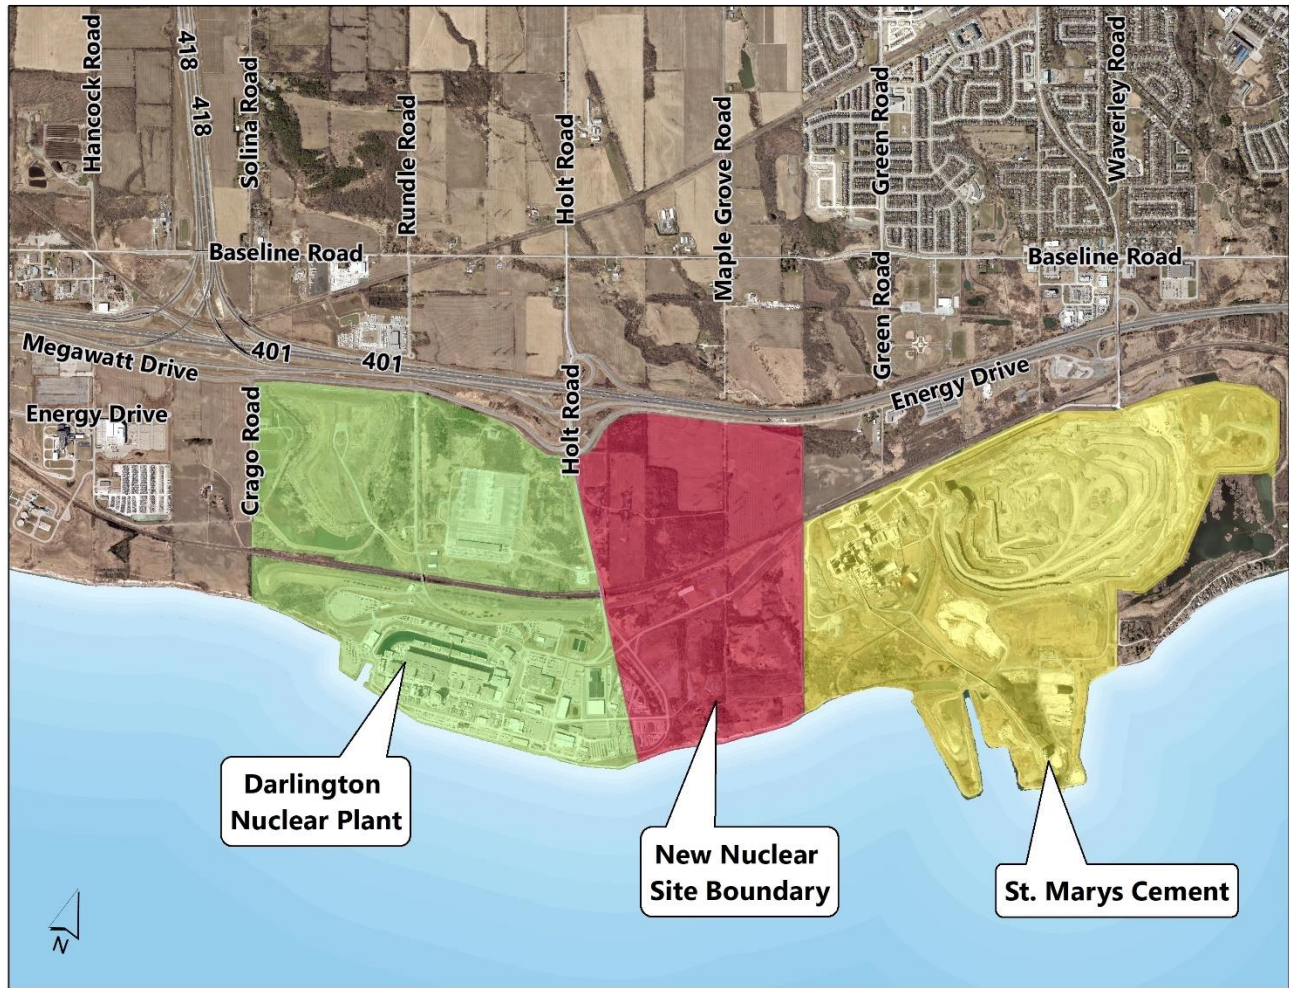 Hancock Road
418
418
Solina Road
Rundle Road
Holt Road
Maple Grove Road
Green Road
Waverley Road
Baseline Road
Baseline Road
Green Road
401
401
Megawatt Drive
Energy Drive
Energy Drive
Crago Road
Holt Road
Darlington
Nuclear Plant
New Nuclear
Site Boundary
St. Marys Cement
N